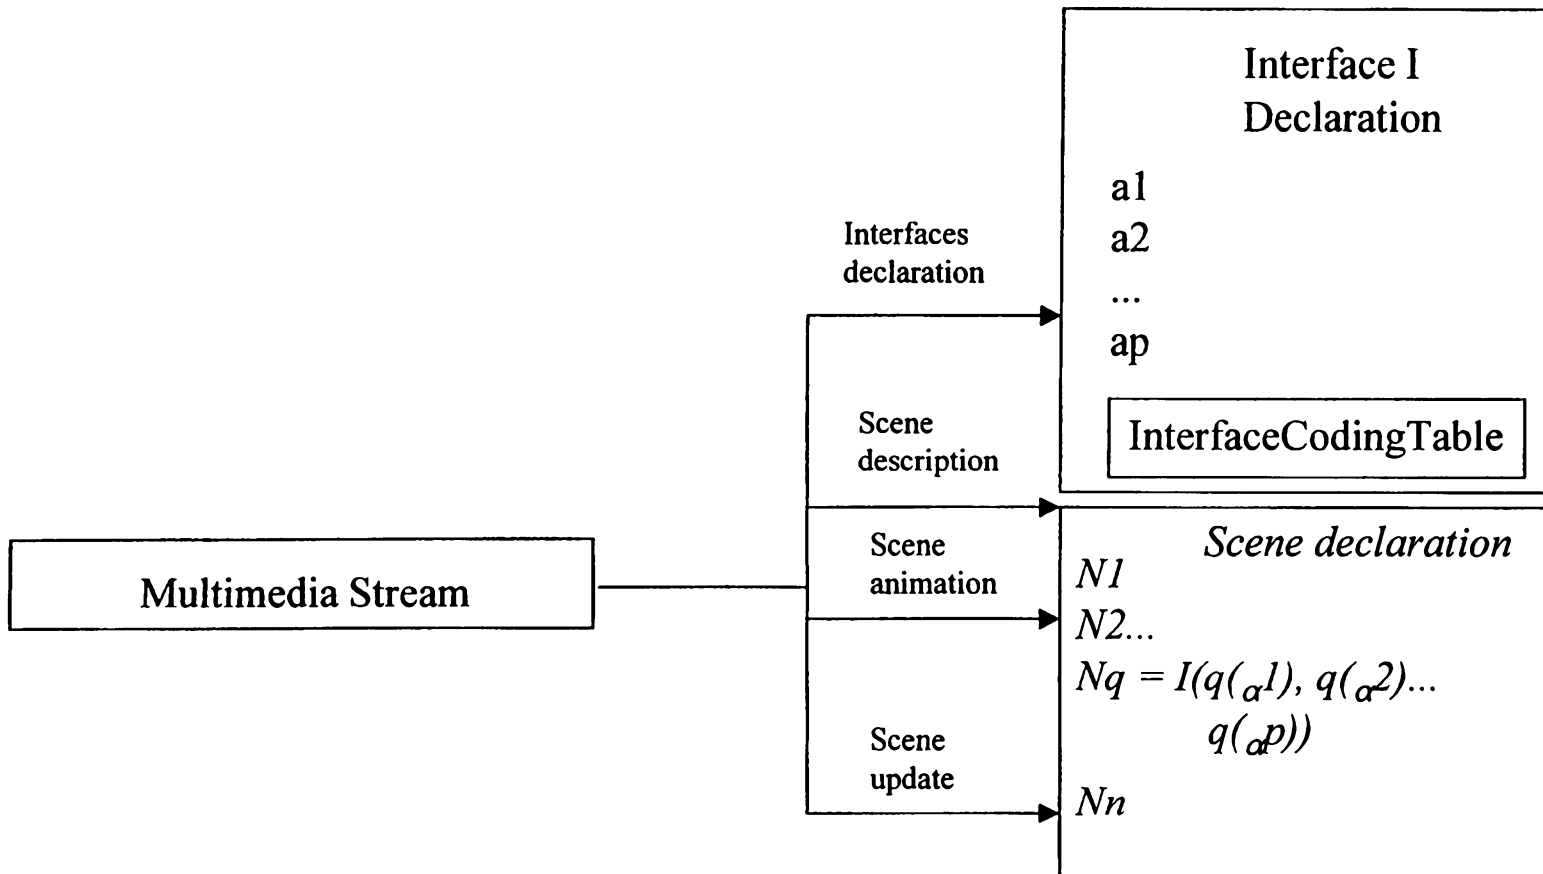 Interface I
Declaration
a1
a2
...
ap
InterfaceCodingTable
Interfaces
declaration
Scene
description
Scene
animation
Scene
update
Multimedia Stream
Scene declaration
N1
N2...
Nq = I(q(α1), q(α2)...
q(αp))
Nn